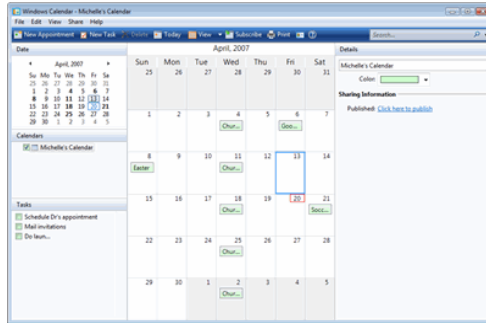 Windows Calendar - Michelle's Calendar
File Edit View Share Help
New Appointment New Task Delete Today View Subscribe Print
Search...
Date
April, 2007
Su Mo Tu We Th Fr Sa
25 26 27 28 29 30 31
1 2 3 4 5 6 7
8 9 10 11 12 13 14
15 16 17 18 19 20 21
22 23 24 25 26 27 28
29 30 1 2 3 4 5
Calendars
Michelle's Calendar
Tasks
Schedule Dr's appointment
Mail invitations
Do laun...
April, 2007
Sun Mon Tue Wed Thu Fri Sat
25 26 27 28 29 30 31
1 2 3 4 5 6 7
Chur... Goo...
8 9 10 11 12 13 14
Easter Chur...
15 16 17 18 19 20 21
Chur... Socc...
22 23 24 25 26 27 28
Chur...
29 30 1 2 3 4 5
Chur...
Details
Michelle's Calendar
Color:
Sharing Information
Published: Click here to publish